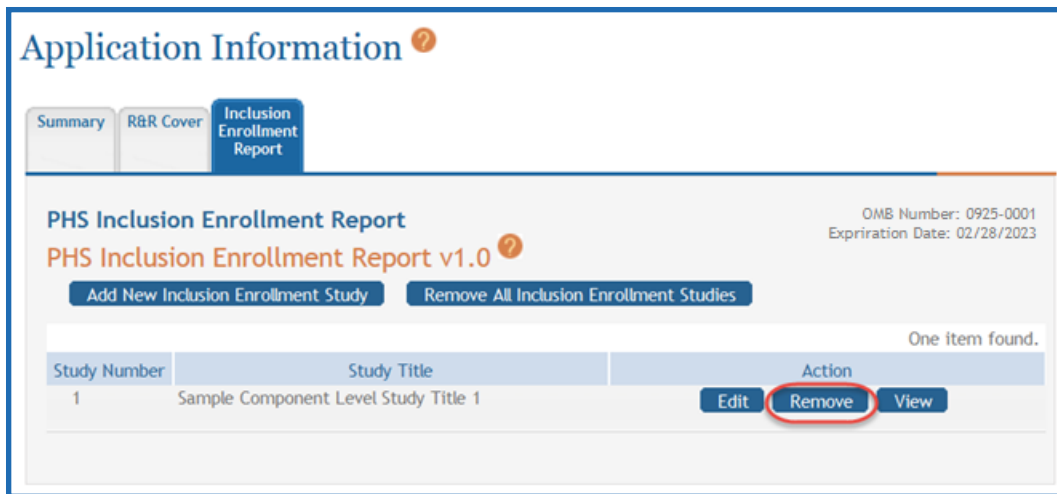 Application Information ?
Summary
R&R Cover
Inclusion
Enrollment
Report
PHS Inclusion Enrollment Report
OMB Number: 0925-0001
Expriration Date: 02/28/2023
PHS Inclusion Enrollment Report v1.0 ?
Add New Inclusion Enrollment Study
Remove All Inclusion Enrollment Studies
One item found.
Study Number Study Title Action
1 Sample Component Level Study Title 1 Edit Remove View